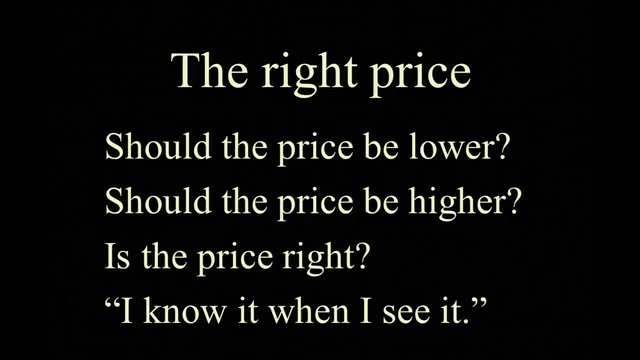 The right price
Should the price be lower?
Should the price be higher?
Is the price right?
“I know it when I see it.”